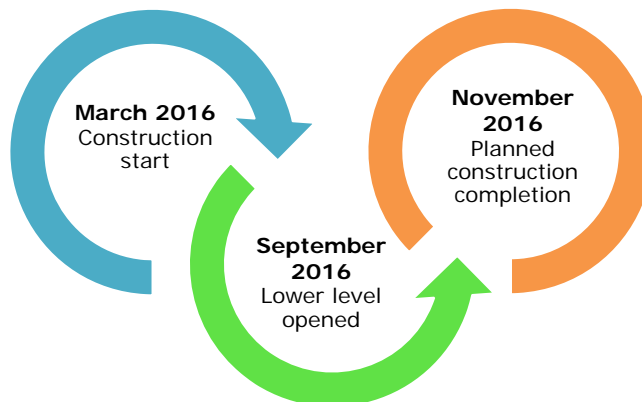 March 2016
Construction
start
September
2016
Lower level
opened
November
2016
Planned
construction
completion